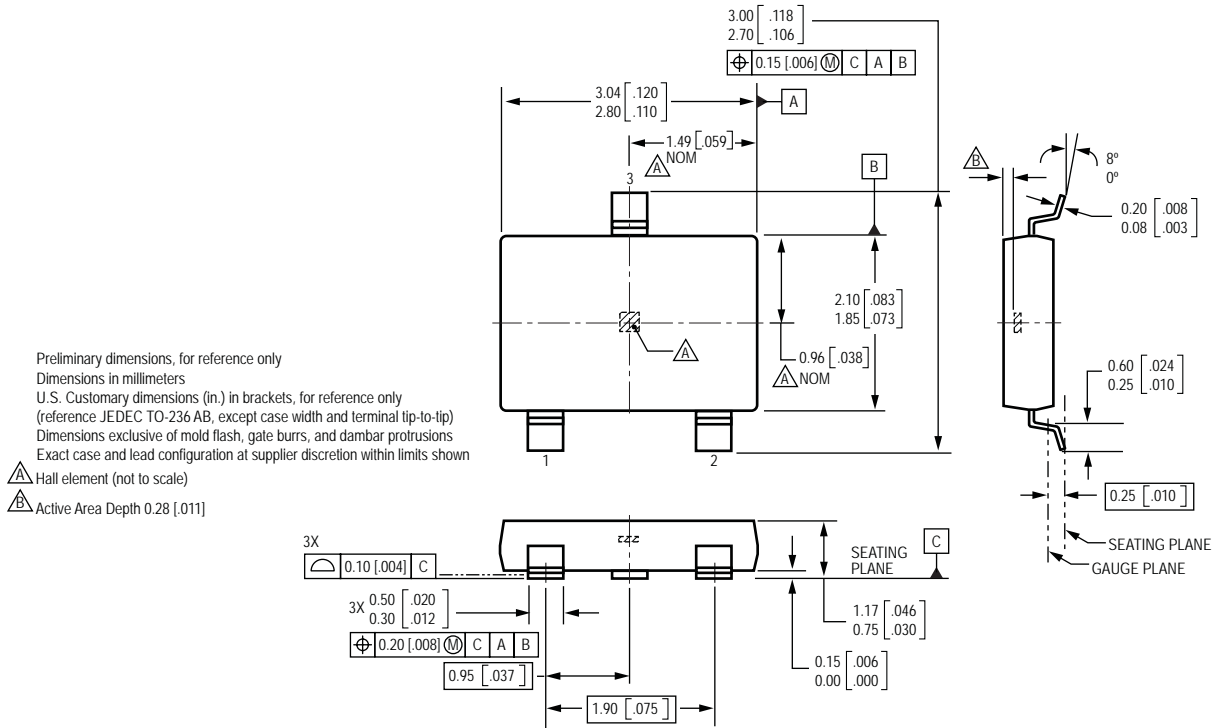 3.00 [.118
2.70 .106]
⌖ 0.15 [.006] Ⓜ C A B
3.04 [.120
2.80 .110]
A
1.49 [.059]
A NOM
3
B
B
8º
0º
0.20 [.008
0.08 .003]
2.10 [.083
1.85 .073]
A
0.96 [.038]
A NOM
0.60 [.024
0.25 .010]
Preliminary dimensions, for reference only
Dimensions in millimeters
U.S. Customary dimensions (in.) in brackets, for reference only
(reference JEDEC TO-236 AB, except case width and terminal tip-to-tip)
Dimensions exclusive of mold flash, gate burrs, and dambar protrusions
Exact case and lead configuration at supplier discretion within limits shown
A Hall element (not to scale)
B Active Area Depth 0.28 [.011]
1 2
0.25 [.010]
SEATING PLANE
GAUGE PLANE
3X
⌓ 0.10 [.004] C
SEATING
PLANE
C
3X 0.50 [.020
0.30 .012]
⌖ 0.20 [.008] Ⓜ C A B
1.17 [.046
0.75 .030]
0.15 [.006
0.00 .000]
0.95 [.037]
1.90 [.075]